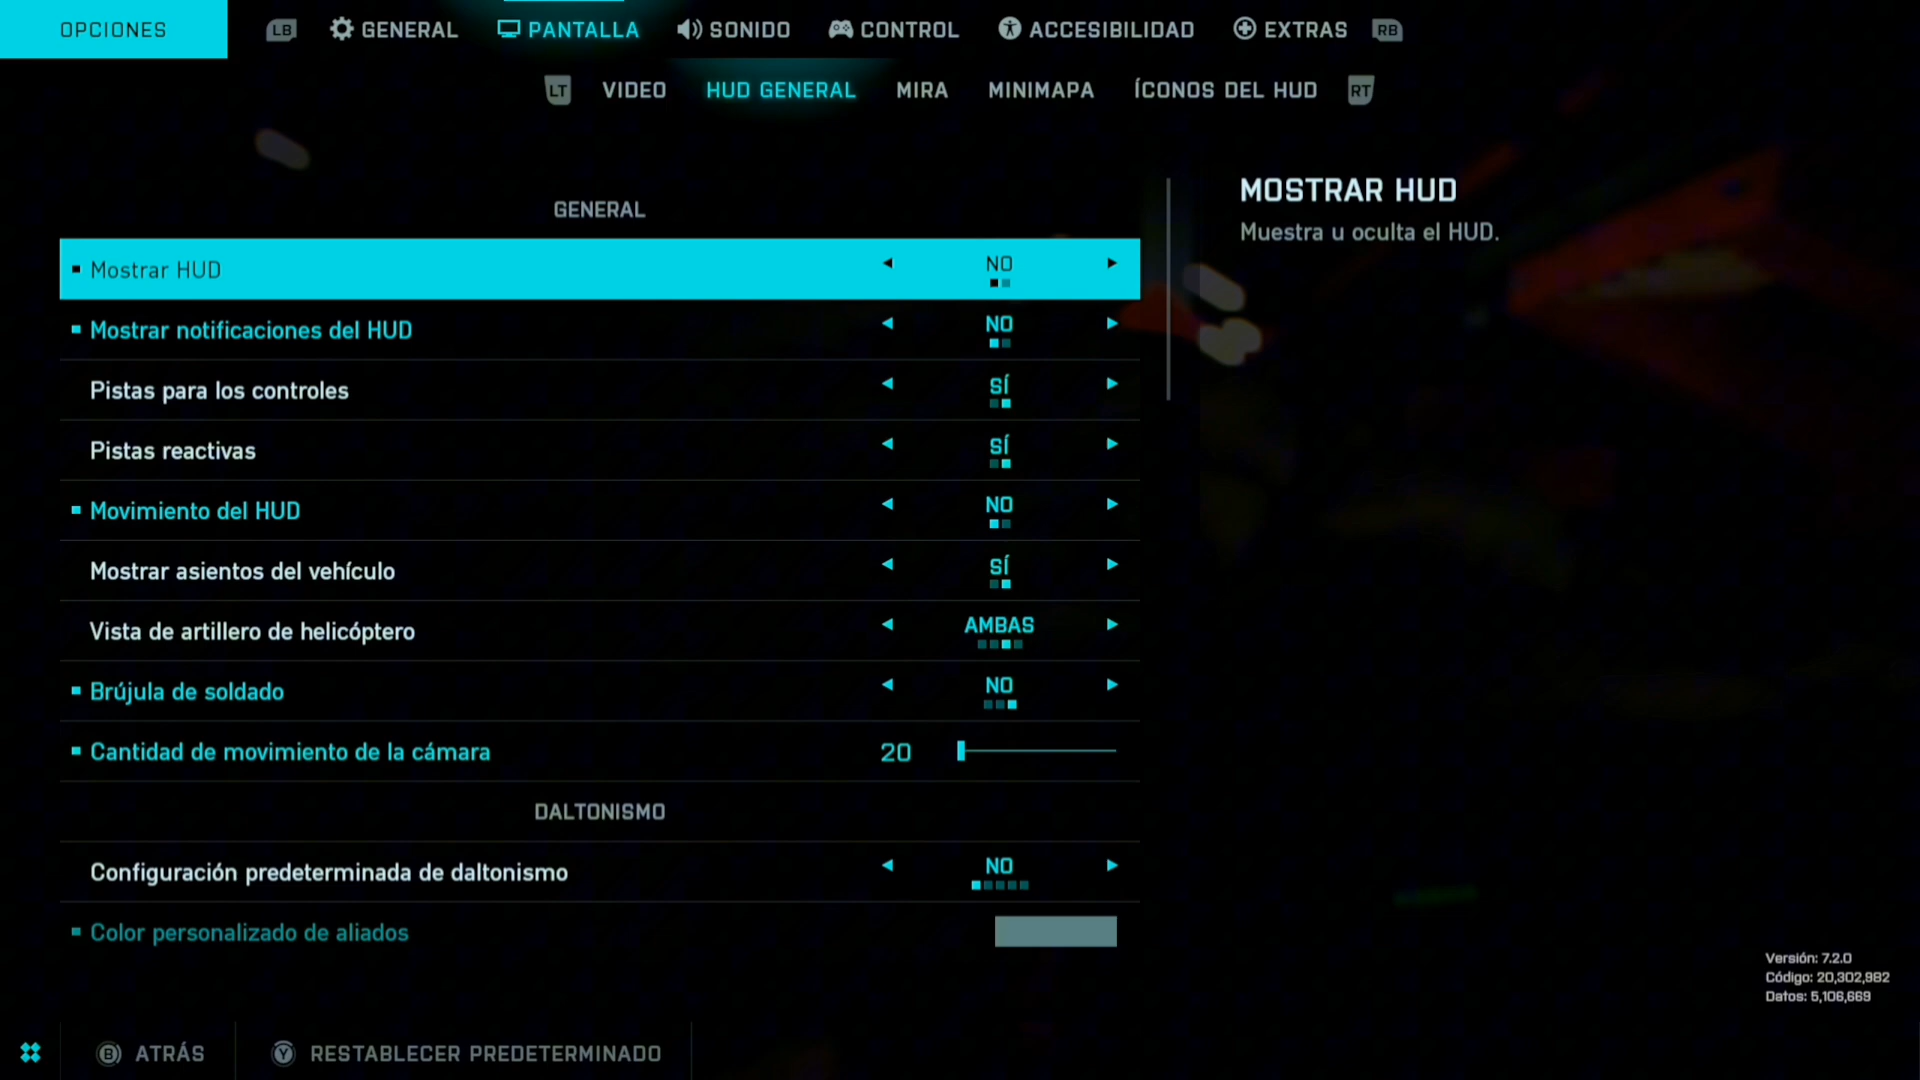 OPCIONES
LB GENERAL PANTALLA SONIDO CONTROL ACCESIBILIDAD EXTRAS RB
LT VIDEO HUD GENERAL MIRA MINIMAPA ÍCONOS DEL HUD RT
GENERAL
Mostrar HUD NO
Mostrar notificaciones del HUD NO
Pistas para los controles SÍ
Pistas reactivas SÍ
Movimiento del HUD NO
Mostrar asientos del vehículo SÍ
Vista de artillero de helicóptero AMBAS
Brújula de soldado NO
Cantidad de movimiento de la cámara 20
DALTONISMO
Configuración predeterminada de daltonismo NO
Color personalizado de aliados
MOSTRAR HUD
Muestra u oculta el HUD.
Versión: 7.2.0
Código: 20,302,982
Datos: 5,106,669
B ATRÁS Y RESTABLECER PREDETERMINADO